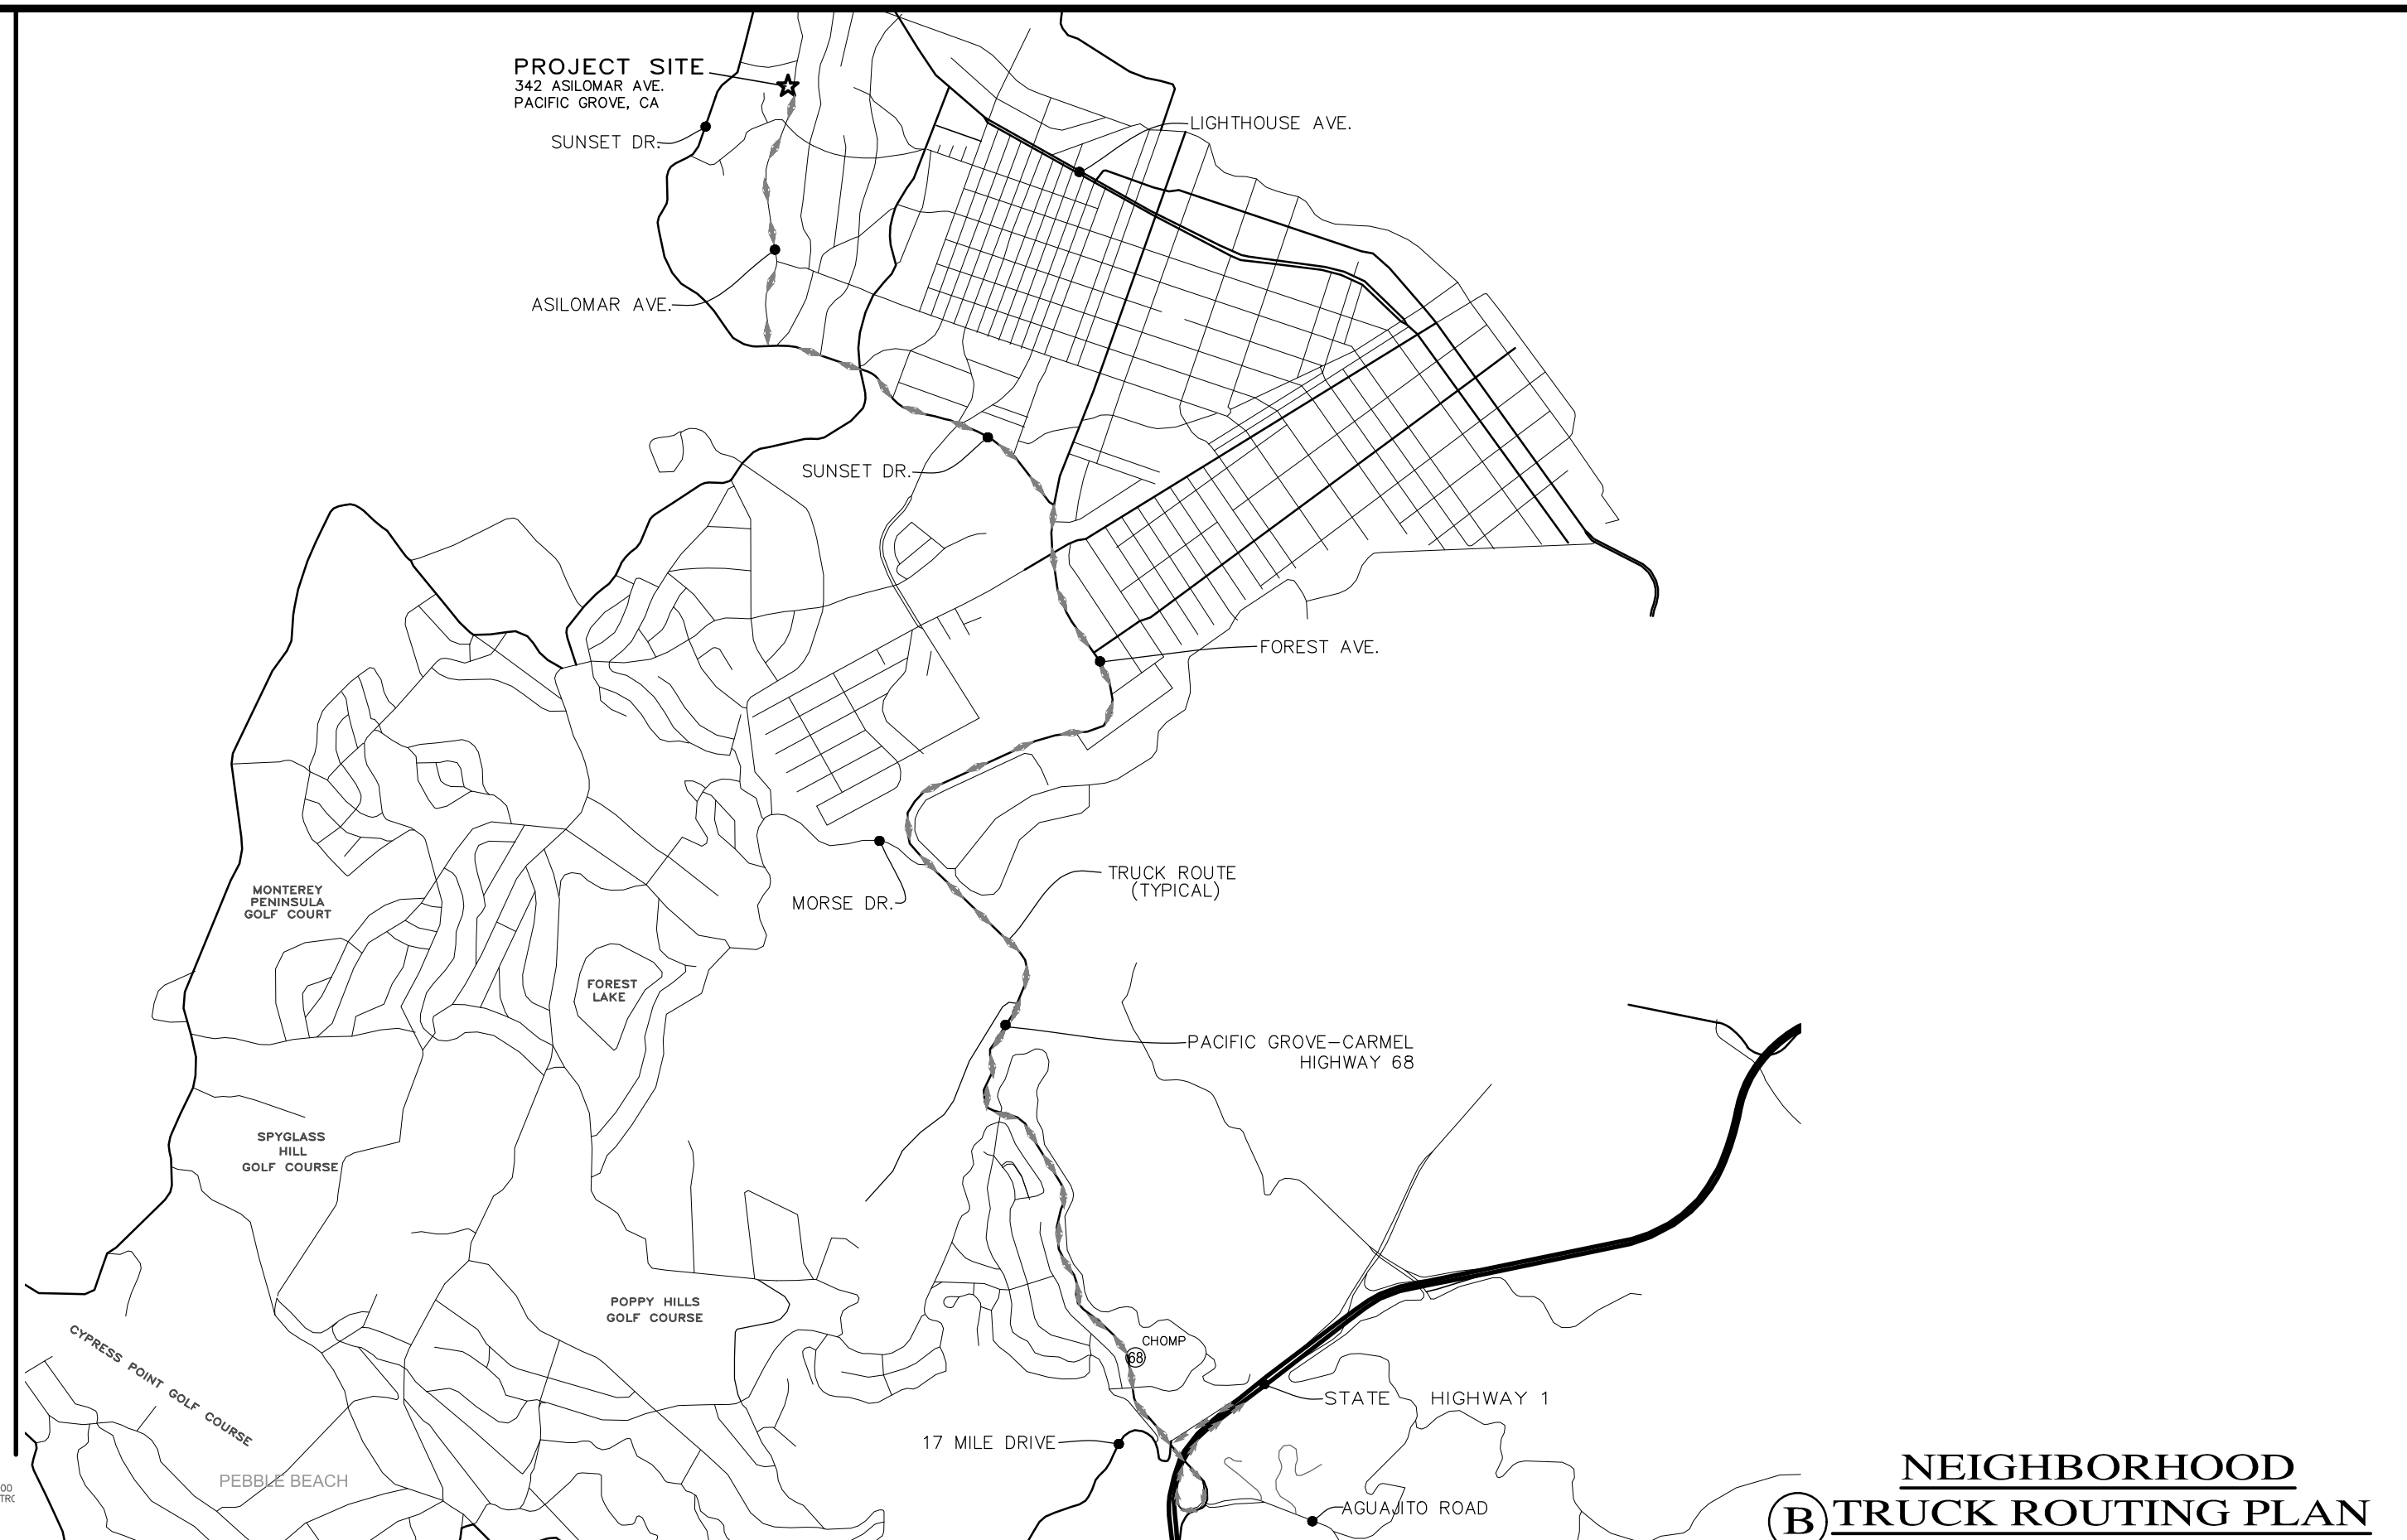 PROJECT SITE
342 ASILOMAR AVE.
PACIFIC GROVE, CA
SUNSET DR.
LIGHTHOUSE AVE.
ASILOMAR AVE.
SUNSET DR.
FOREST AVE.
TRUCK ROUTE
(TYPICAL)
MORSE DR.
MONTEREY
PENINSULA
GOLF COURT
FOREST
LAKE
PACIFIC GROVE-CARMEL
HIGHWAY 68
SPYGLASS
HILL
GOLF COURSE
POPPY HILLS
GOLF COURSE
CYPRESS POINT GOLF COURSE
CHOMP
68
STATE HIGHWAY 1
17 MILE DRIVE
PEBBLE BEACH
AGUAJITO ROAD
NEIGHBORHOOD
B TRUCK ROUTING PLAN